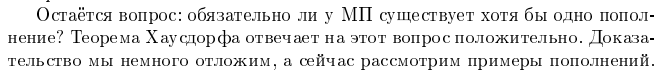 Остаётся вопрос: обязательно ли у МП существует хотя бы одно попол-
нение? Теорема Хаусдорфа отвечает на этот вопрос положительно. Доказа-
тельство мы немного отложим, а сейчас рассмотрим примеры пополнений.